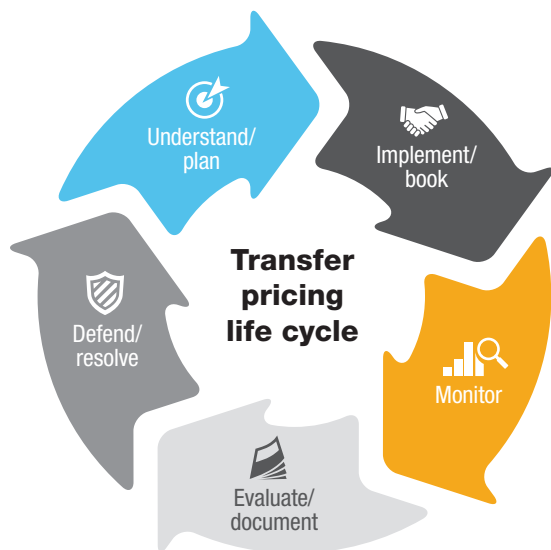 Understand/
plan
Implement/
book
Transfer
pricing
life cycle
Defend/
resolve
Monitor
Evaluate/
document